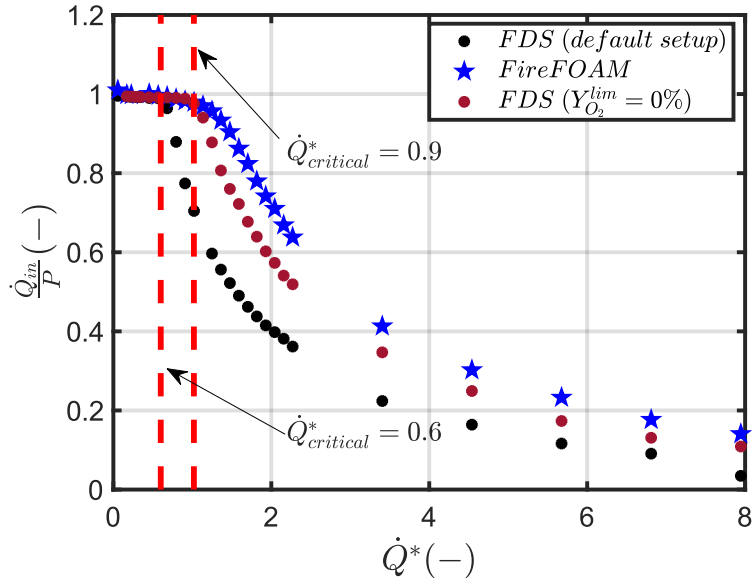 1.2
1
0.8
0.6
0.4
0.2
0
0 2 4 6 8
Q̇in/P (−)
Q̇*(−)
FDS (default setup)
FireFOAM
FDS (Y_{O₂}^{lim} = 0%)
Q̇*critical = 0.9
Q̇*critical = 0.6